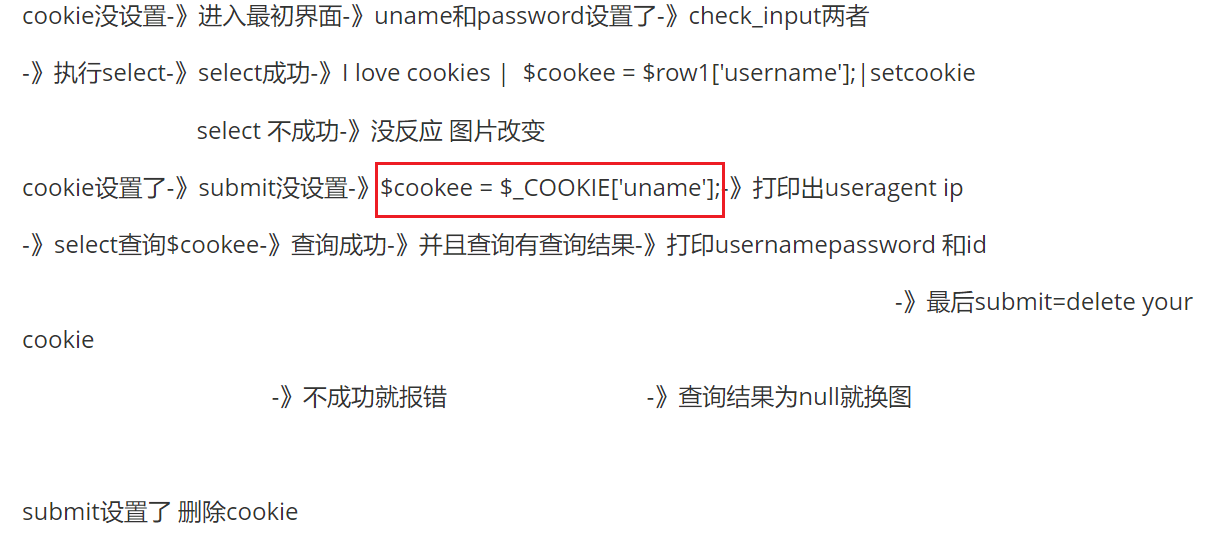 cookie没设置-》进入最初界面-》uname和password设置了-》check_input两者
-》执行select-》select成功-》I love cookies |  $cookee = $row1['username'];|setcookie
select 不成功-》没反应 图片改变
cookie设置了-》submit没设置-》$cookee = $_COOKIE['uname'];-》打印出useragent ip
-》select查询$cookee-》查询成功-》并且查询有查询结果-》打印usernamepassword 和id
-》最后submit=delete your
cookie
-》不成功就报错 -》查询结果为null就换图
submit设置了 删除cookie